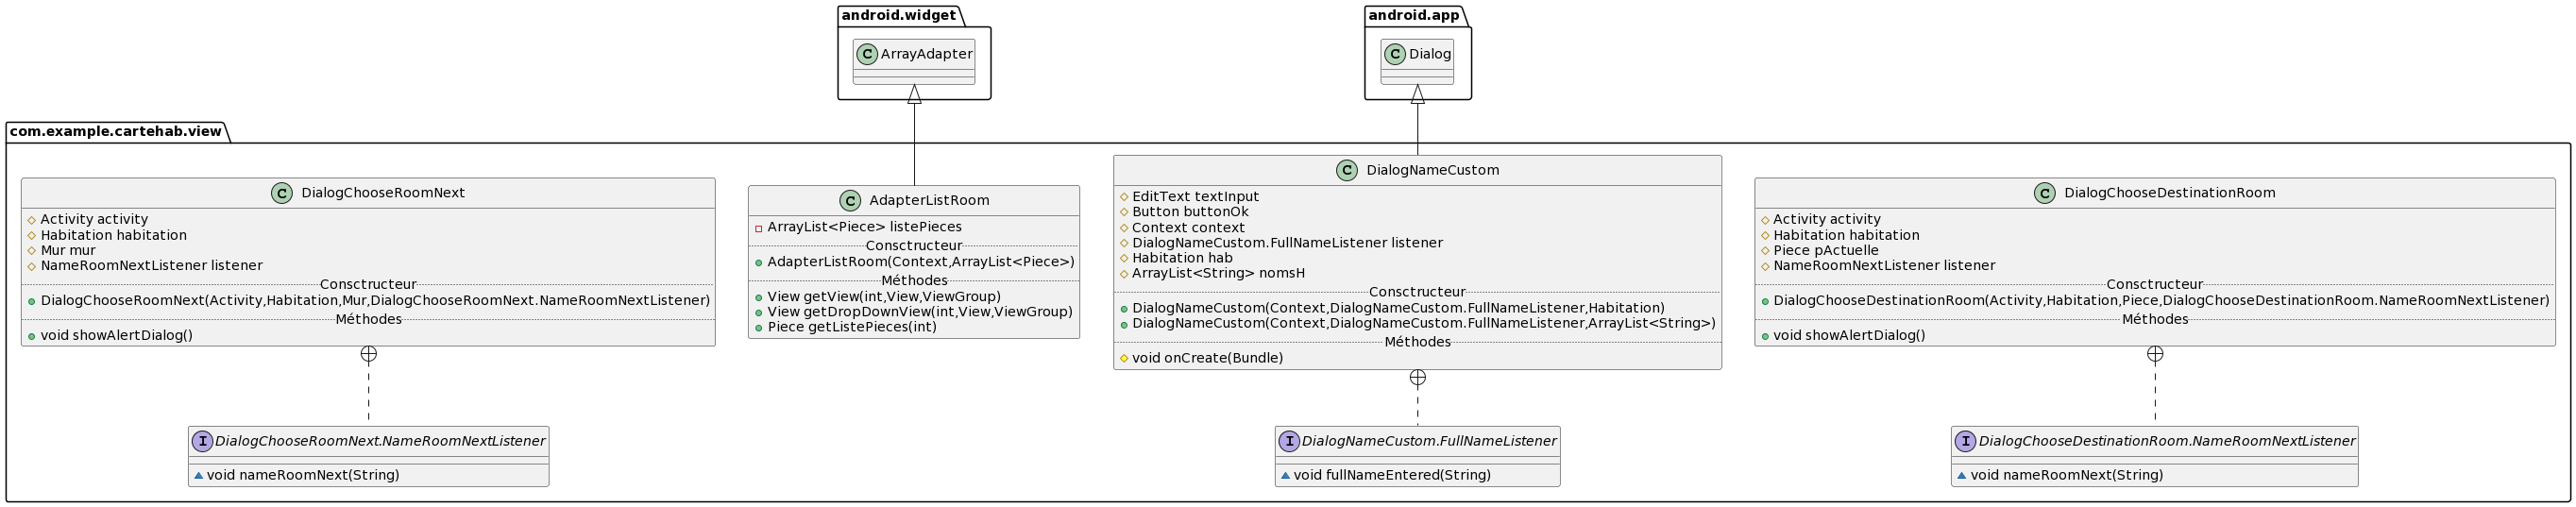 android.widget
C ArrayAdapter
android.app
C Dialog
com.example.cartehab.view
C DialogChooseRoomNext
Activity activity
Habitation habitation
Mur mur
NameRoomNextListener listener
Consctructeur
DialogChooseRoomNext(Activity,Habitation,Mur,DialogChooseRoomNext.NameRoomNextListener)
Méthodes
void showAlertDialog()
C AdapterListRoom
ArrayList<Piece> listePieces
Consctructeur
AdapterListRoom(Context,ArrayList<Piece>)
Méthodes
View getView(int,View,ViewGroup)
View getDropDownView(int,View,ViewGroup)
Piece getListePieces(int)
C DialogNameCustom
EditText textInput
Button buttonOk
Context context
DialogNameCustom.FullNameListener listener
Habitation hab
ArrayList<String> nomsH
Consctructeur
DialogNameCustom(Context,DialogNameCustom.FullNameListener,Habitation)
DialogNameCustom(Context,DialogNameCustom.FullNameListener,ArrayList<String>)
Méthodes
void onCreate(Bundle)
C DialogChooseDestinationRoom
Activity activity
Habitation habitation
Piece pActuelle
NameRoomNextListener listener
Consctructeur
DialogChooseDestinationRoom(Activity,Habitation,Piece,DialogChooseDestinationRoom.NameRoomNextListener)
Méthodes
void showAlertDialog()
I DialogChooseRoomNext.NameRoomNextListener
void nameRoomNext(String)
I DialogNameCustom.FullNameListener
void fullNameEntered(String)
I DialogChooseDestinationRoom.NameRoomNextListener
void nameRoomNext(String)